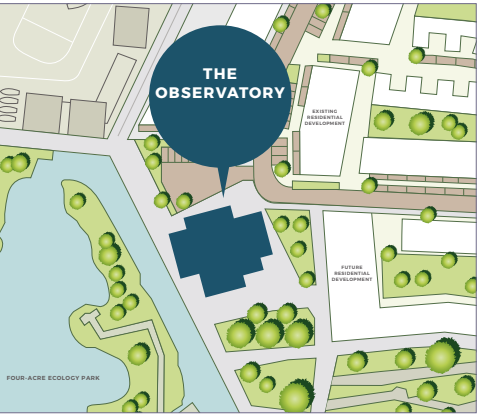 THE
OBSERVATORY
EXISTING
RESIDENTIAL
DEVELOPMENT
FUTURE
RESIDENTIAL
DEVELOPMENT
FOUR-ACRE ECOLOGY PARK